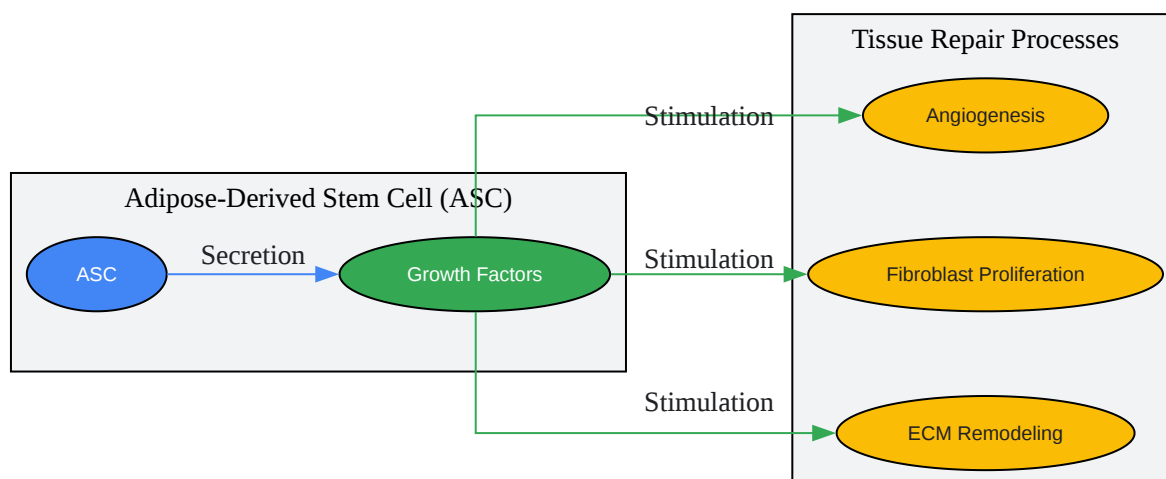 Tissue Repair Processes
Stimulation
Angiogenesis
Adipose-Derived Stem Cell (ASC)
ASC
Secretion
Growth Factors
Stimulation
Fibroblast Proliferation
Stimulation
ECM Remodeling